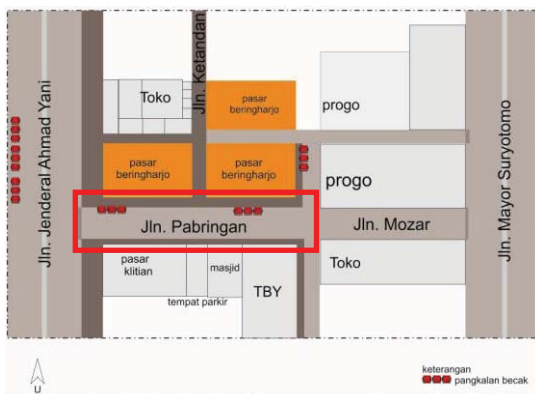 Jln. Jenderal Ahmad Yani
Toko
Jln. Ketandan
pasar
beringharjo
progo
pasar
beringharjo
pasar
beringharjo
progo
Jln. Pabringan
Jln. Mozar
Jln. Mayor Suryotomo
pasar
klitian
masjid
tempat parkir
TBY
Toko
U
keterangan
pangkalan becak